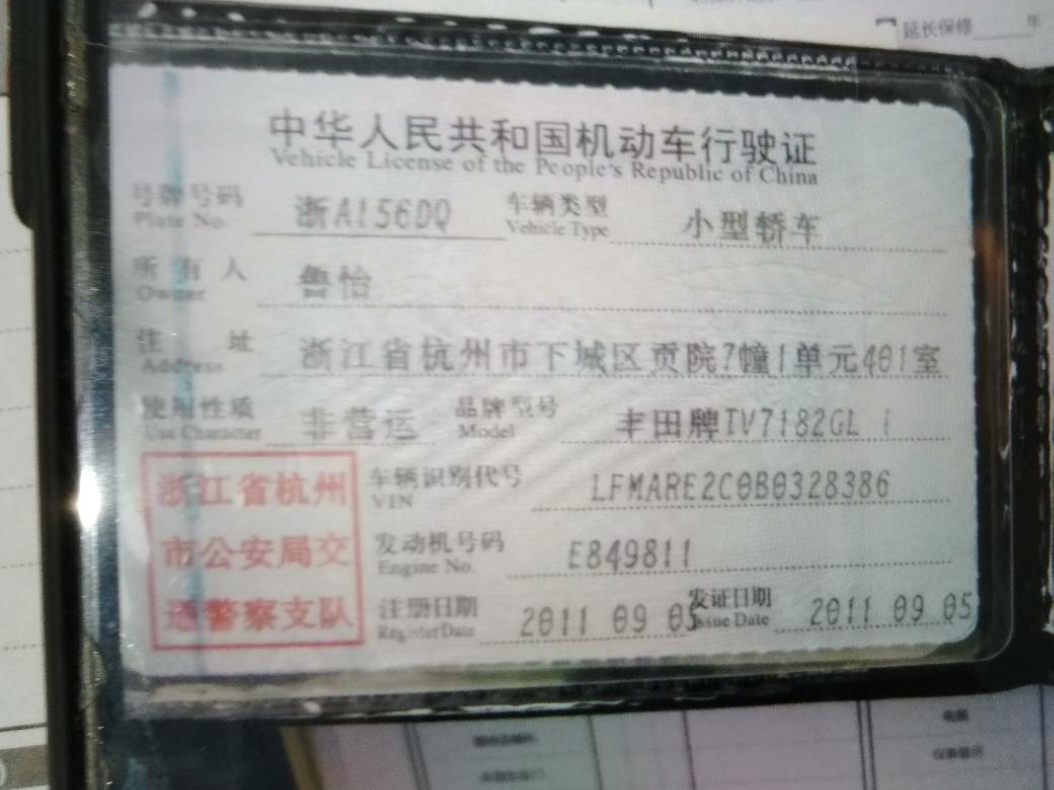 延长保修 年
中华人民共和国机动车行驶证
Vehicle License of the People's Republic of China
号牌号码 浙A156DQ 车辆类型 小型轿车
Plate No. Vehicle Type
所有人 鲁怡
Owner
住址 浙江省杭州市下城区贡院7幢1单元401室
Address
使用性质 非营运 品牌型号 丰田牌TV7182GL i
Use Character Model
浙江省杭州 车辆识别代号 LFMARE2C0B0328386
VIN
市公安局交 发动机号码 E849811
Engine No.
通警察支队 注册日期 2011 09 05 发证日期 2011 09 05
Register Date Issue Date